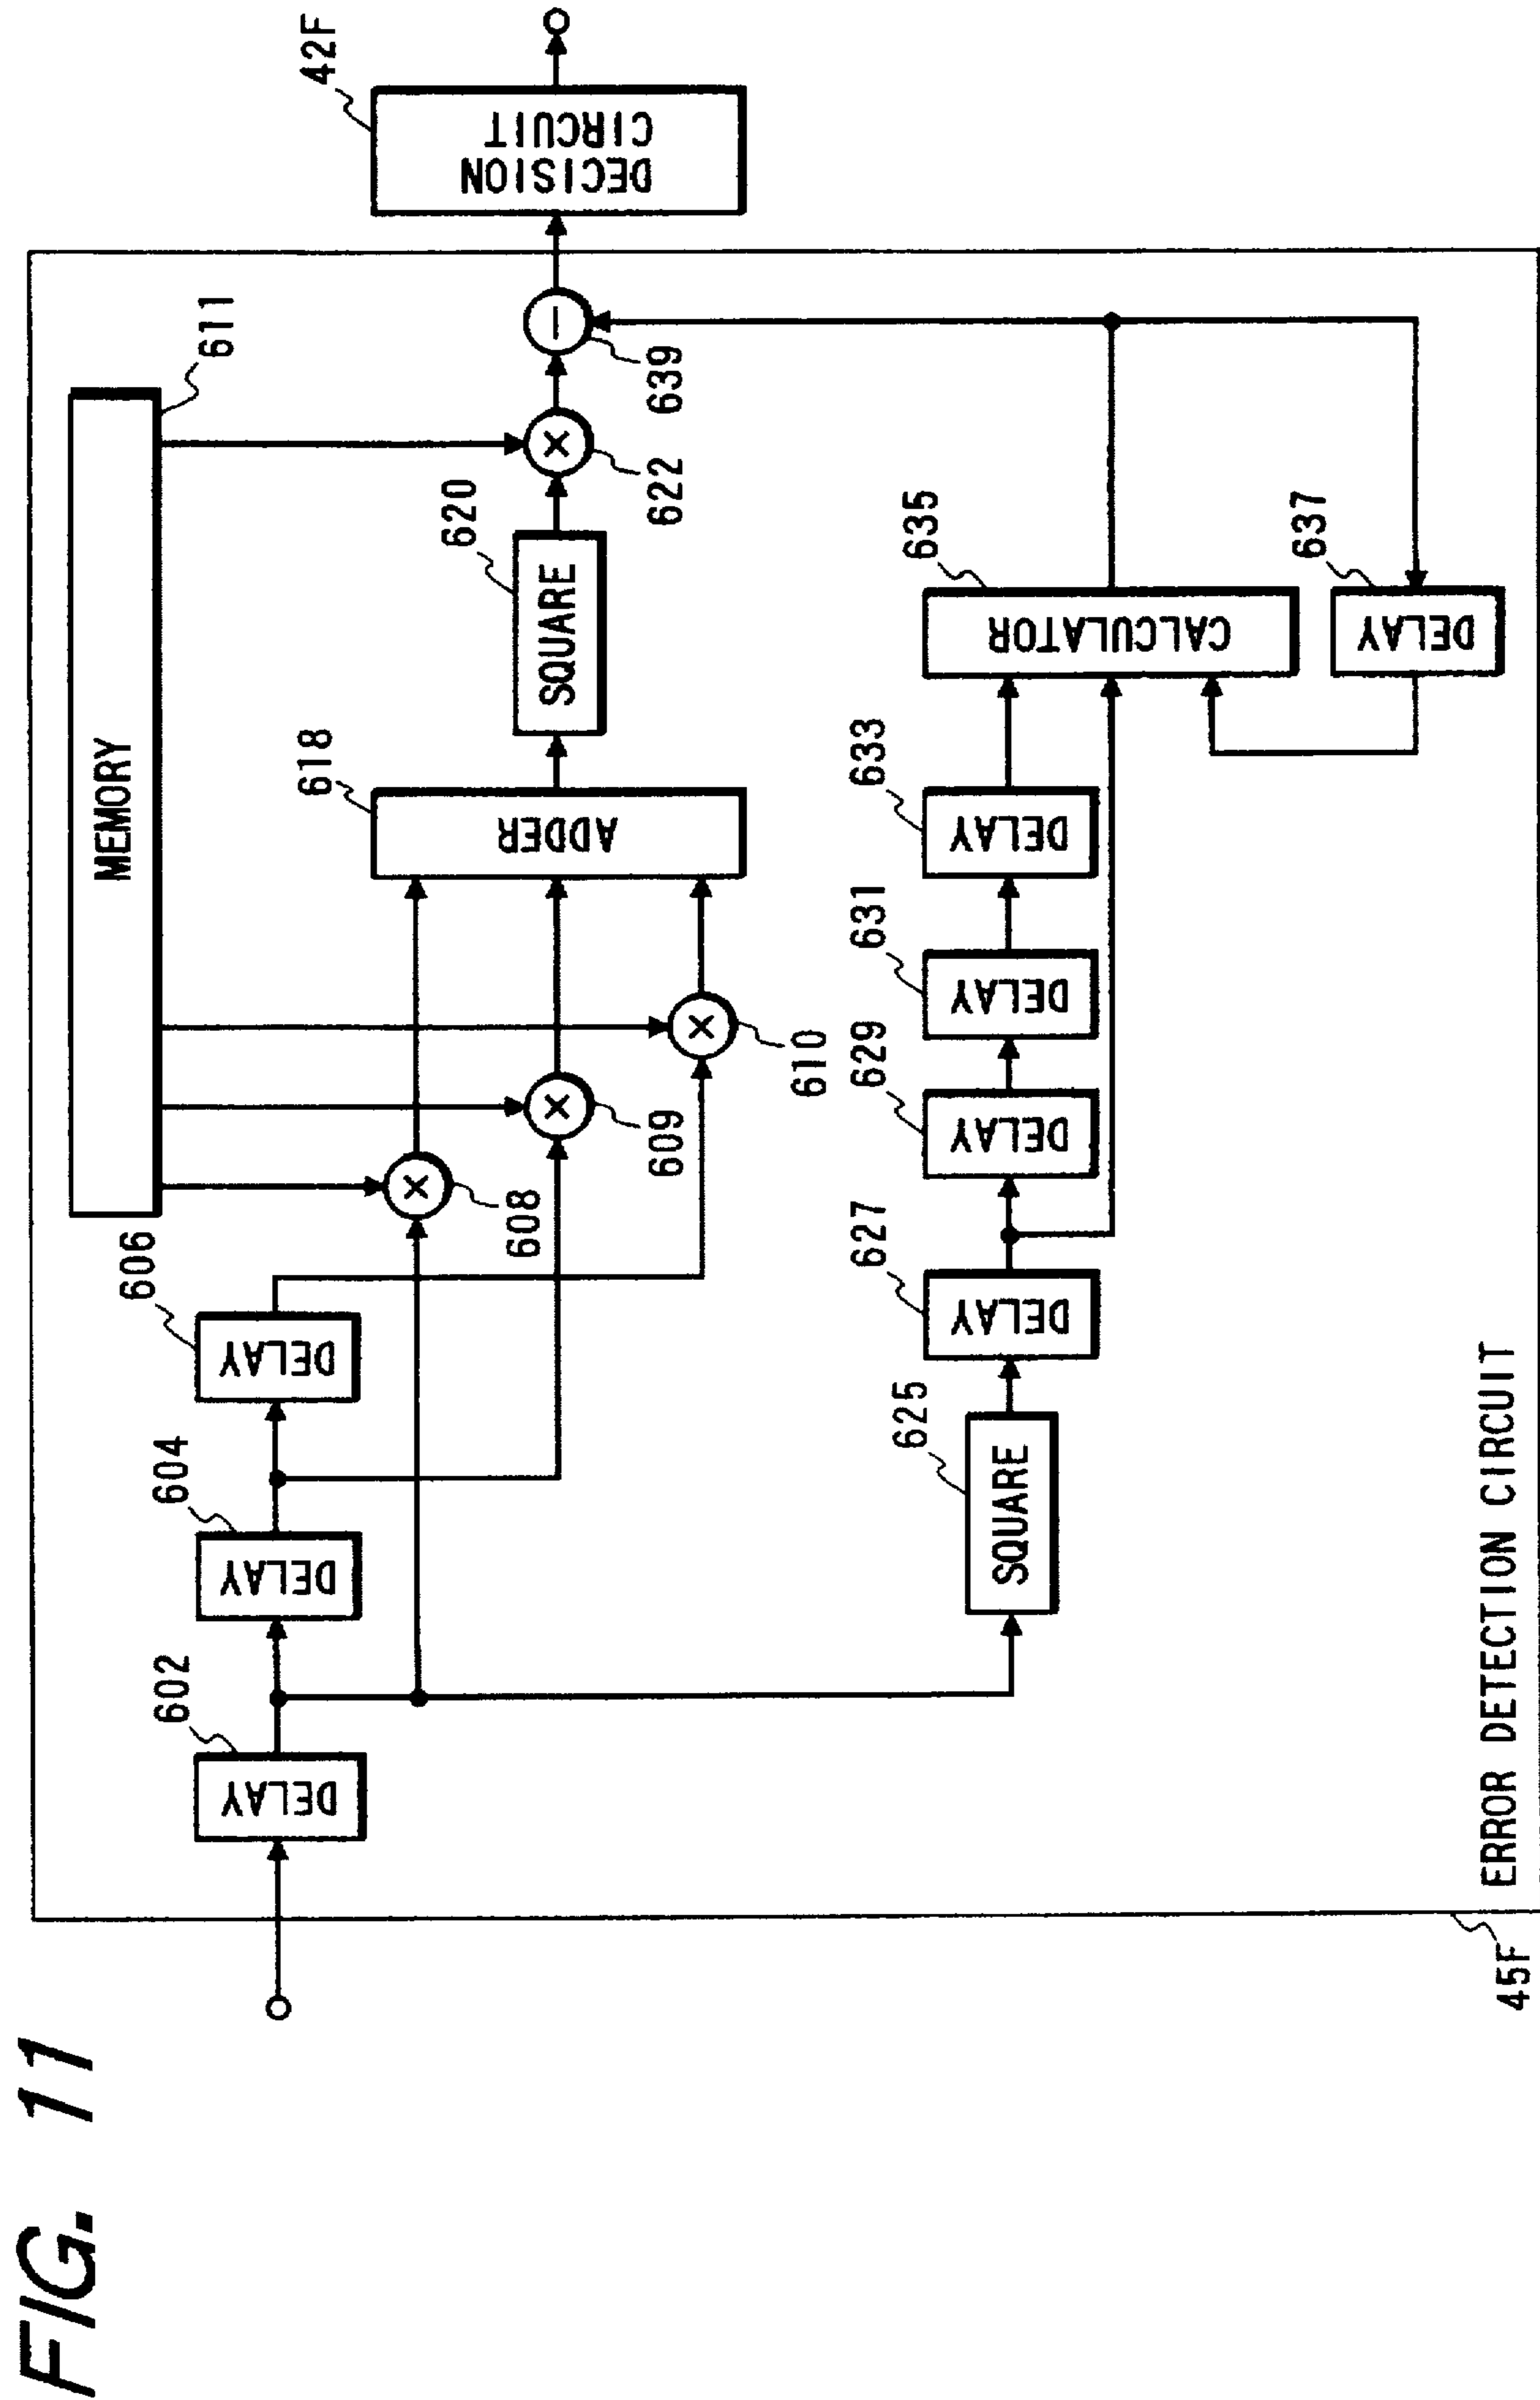 FIG. 11
42F
DECISION
CIRCUIT
611
MEMORY
639
622
620
SQUARE
618
ADDER
610
609
608
606
DELAY
604
DELAY
602
DELAY
635
CALCULATOR
637
DELAY
633
DELAY
631
DELAY
629
DELAY
627
DELAY
625
SQUARE
ERROR DETECTION CIRCUIT
45F